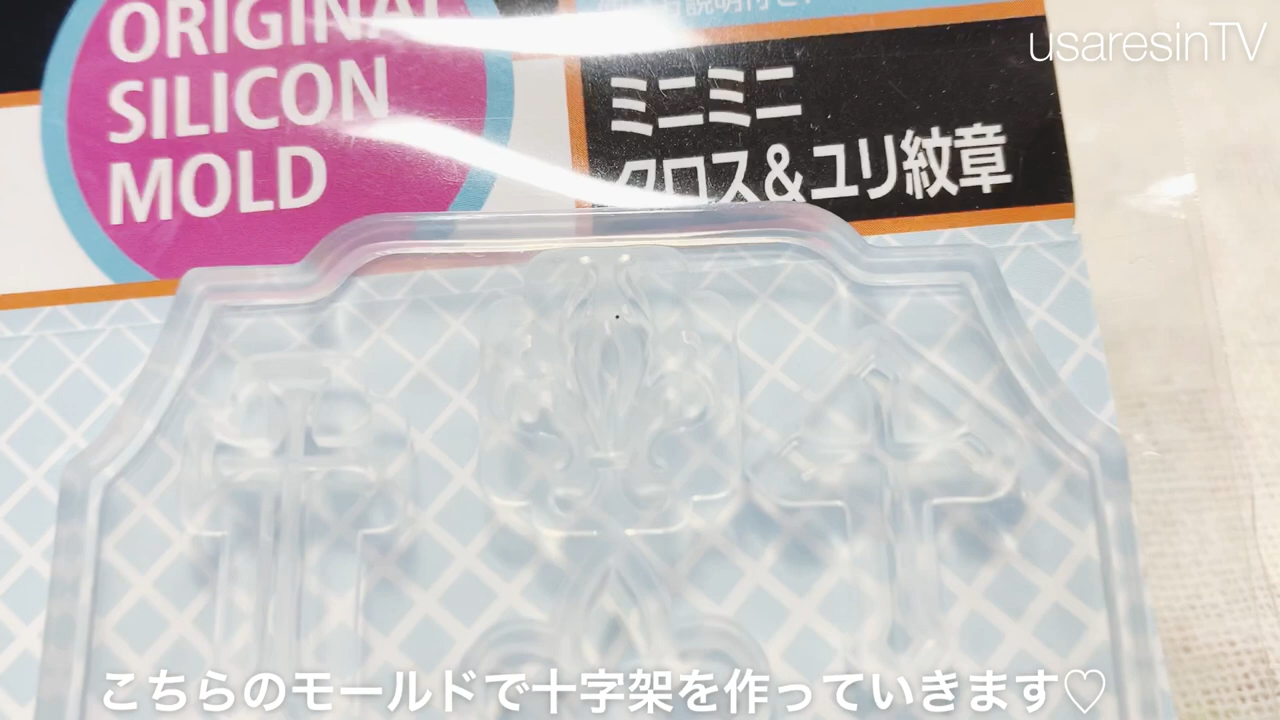 ORIGINAL
SILICON
MOLD
usaresinTV
ミニミニ
クロス&ユリ紋章
こちらのモールドで十字架を作っていきます♡